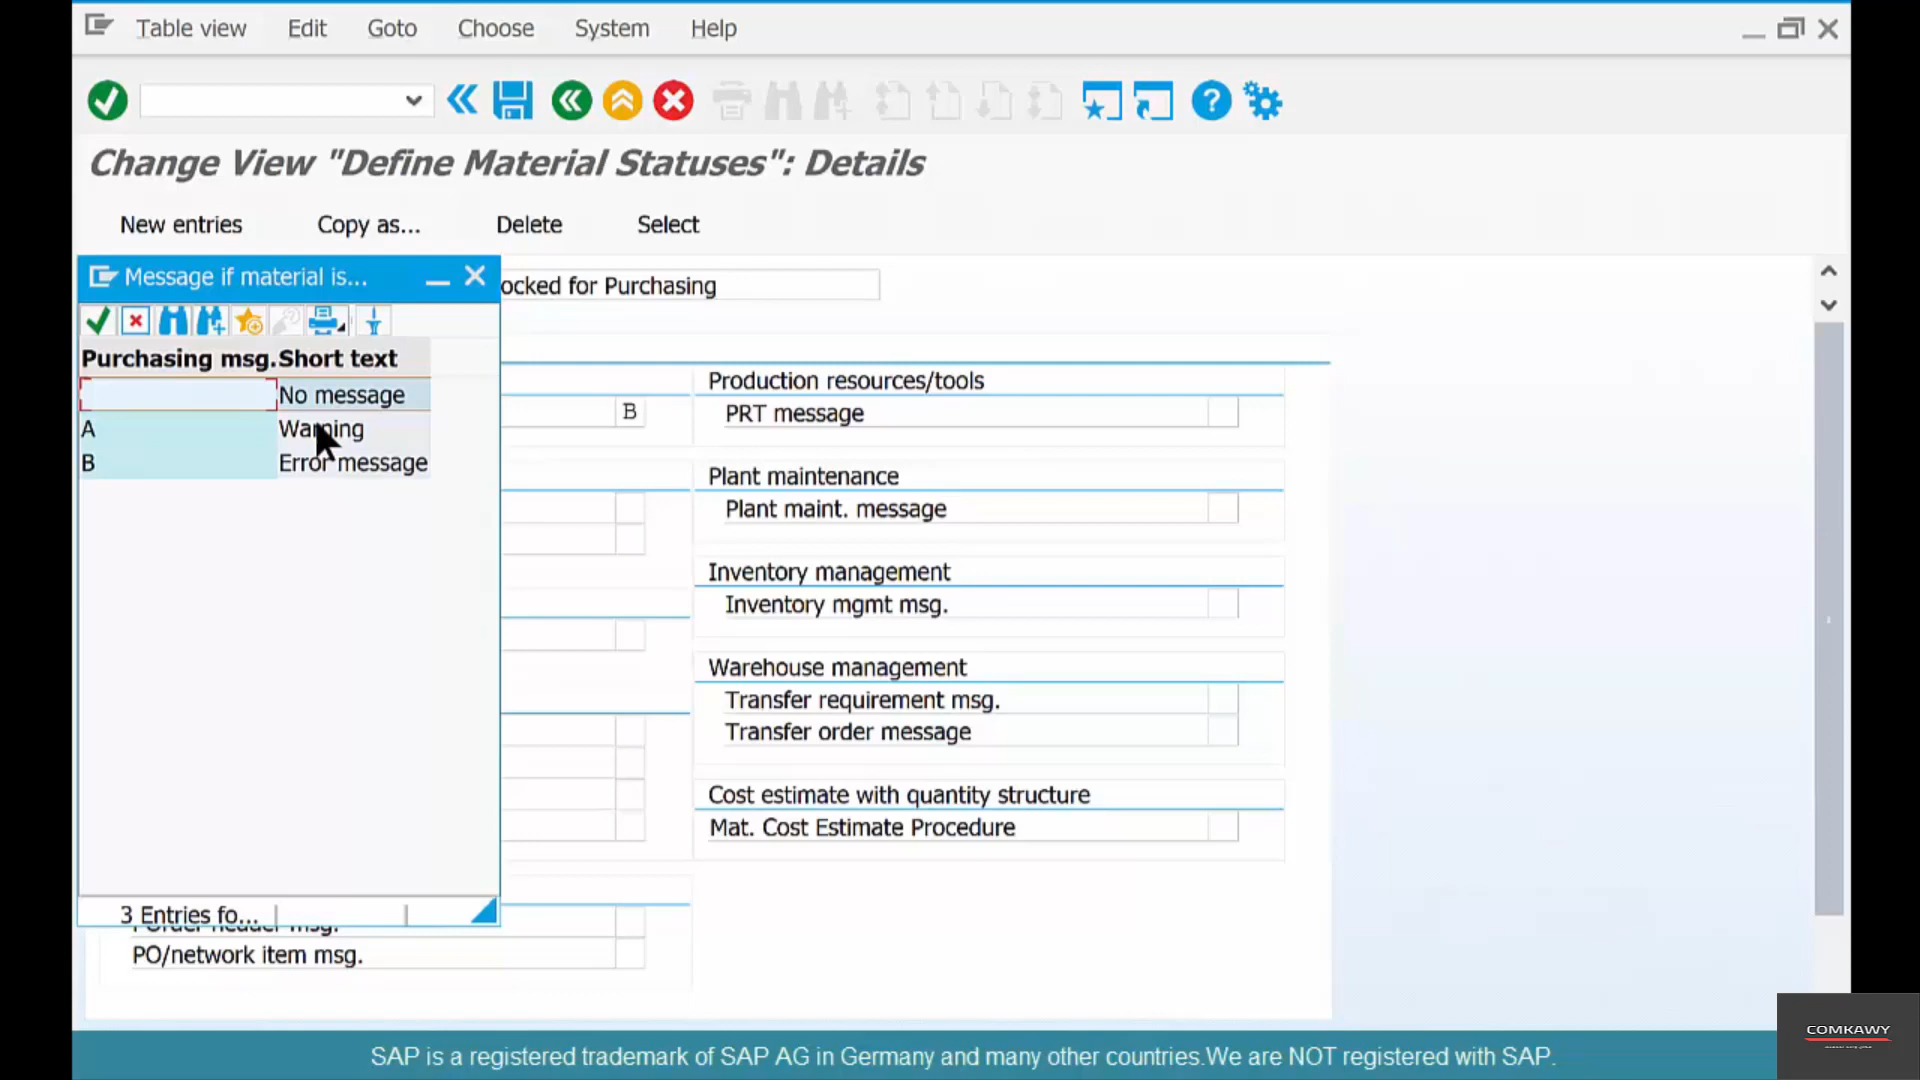 Table view Edit Goto Choose System Help
Change View "Define Material Statuses": Details
New entries Copy as... Delete Select
Message if material is...
ocked for Purchasing
Purchasing msg. Short text
No message
A Warning
B Error message
3 Entries fo...
B
PO/network item msg.
Production resources/tools
PRT message
Plant maintenance
Plant maint. message
Inventory management
Inventory mgmt msg.
Warehouse management
Transfer requirement msg.
Transfer order message
Cost estimate with quantity structure
Mat. Cost Estimate Procedure
SAP is a registered trademark of SAP AG in Germany and many other countries.We are NOT registered with SAP.
COMKAWY